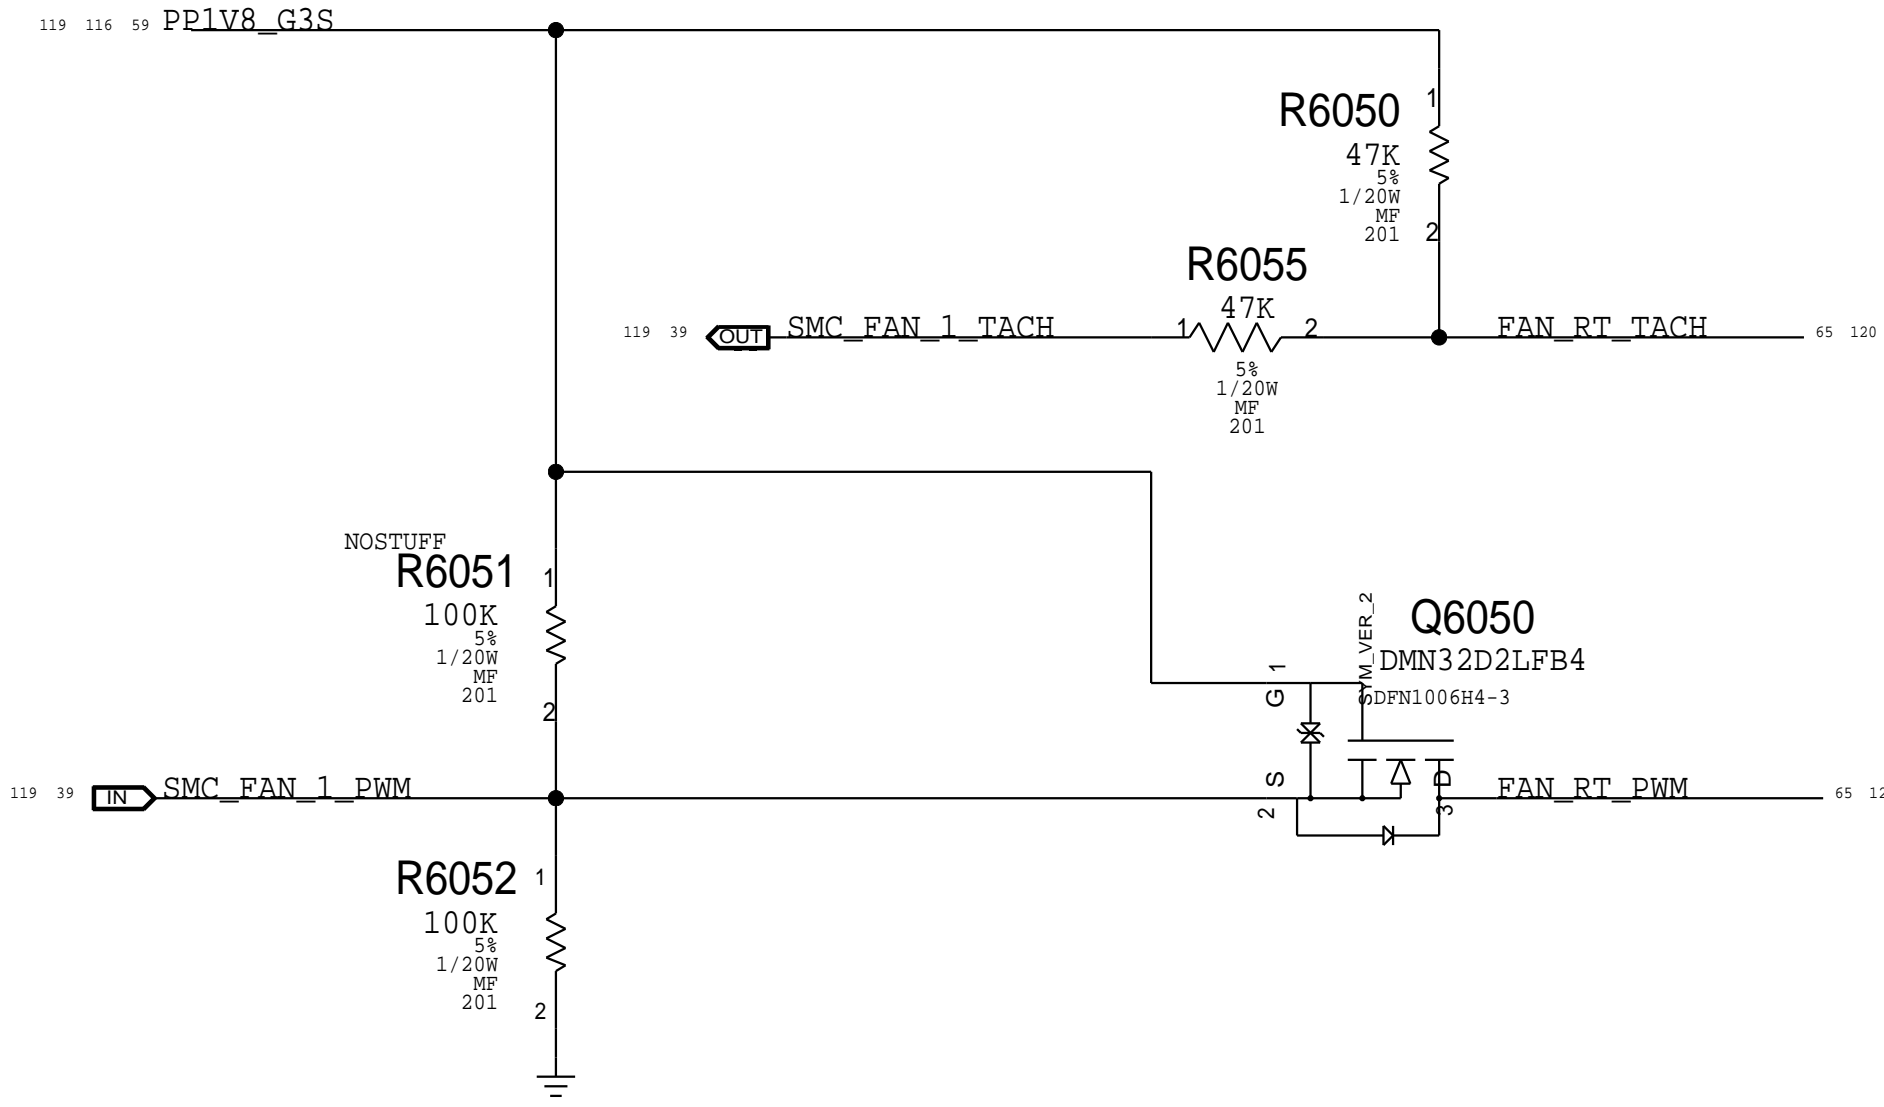 119 116 59 PP1V8_G3S
R6050
1
47K
5%
1/20W
MF
201
2
R6055
47K
119 39 OUT SMC_FAN_1_TACH
1
2
FAN_RT_TACH 65 120
5%
1/20W
MF
201
NOSTUFF
R6051
1
100K
5%
1/20W
MF
201
2
SYM_VER_2
Q6050
DMN32D2LFB4
DFN1006H4-3
G 1
S 2
D 3
119 39 IN SMC_FAN_1_PWM
FAN_RT_PWM 65 12
R6052
1
100K
5%
1/20W
MF
201
2